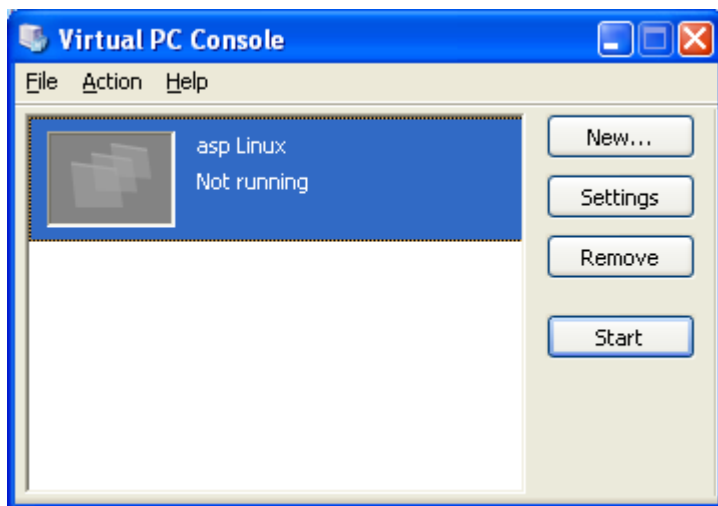 Virtual PC Console
File Action Help
asp Linux
Not running
New...
Settings
Remove
Start